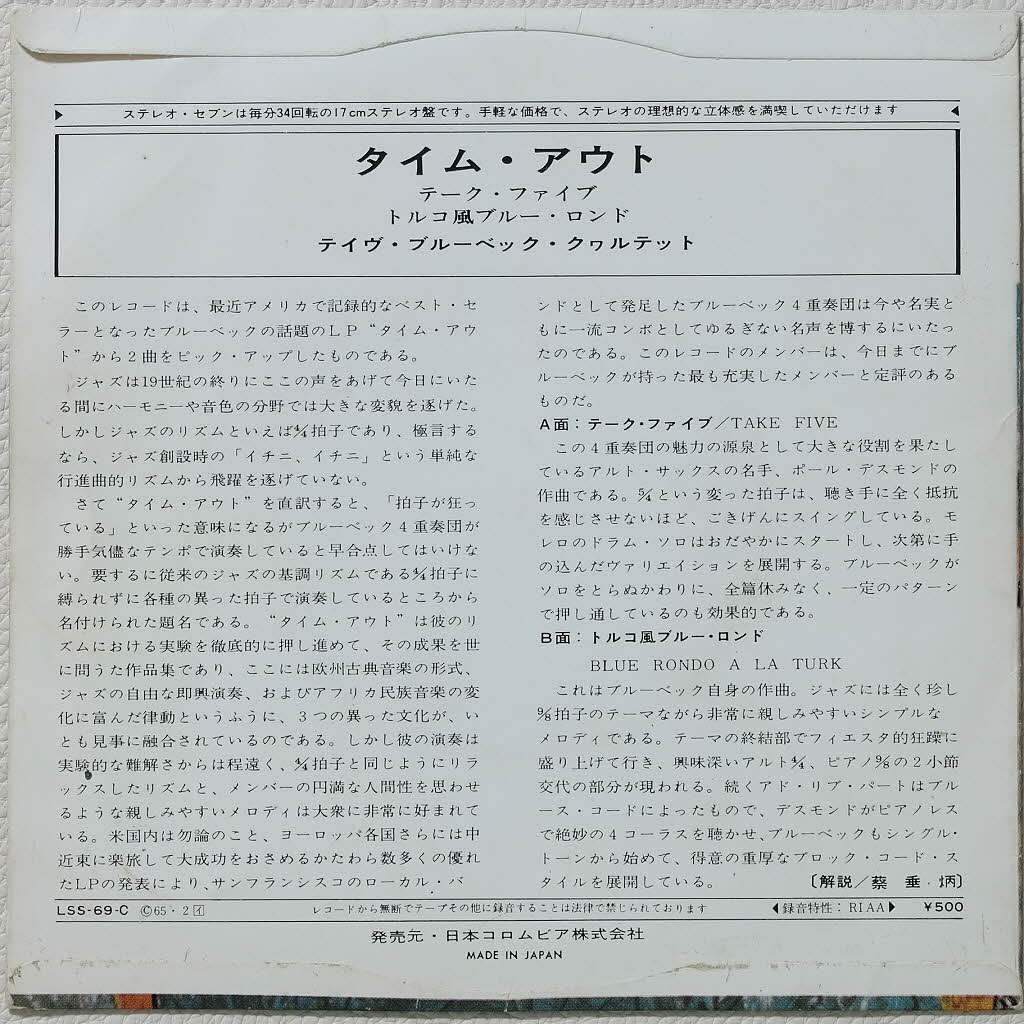 ステレオ・セブンは毎分34回転の17cmステレオ盤です。手軽な価格で、ステレオの理想的な立体感を満喫していただけます
タイム・アウト
テーク・ファイブ
トルコ風ブルー・ロンド
テイヴ・ブルーベック・クヮルテット
このレコードは、最近アメリカで記録的なベスト・セ
ラーとなったブルーベックの話題のLP“タイム・アウ
ト”から2曲をピック・アップしたものである。
ジャズは19世紀の終りにここの声をあげて今日にいた
る間にハーモニーや音色の分野では大きな変貌を遂げた。
しかしジャズのリズムといえば4/4拍子であり、極言する
なら、ジャズ創設時の「イチニ、イチニ」という単純な
行進曲的リズムから飛躍を遂げていない。
さて“タイム・アウト”を直訳すると、「拍子が狂っ
ている」といった意味になるがブルーベック4重奏団が
勝手気儘なテンポで演奏していると早合点してはいけな
い。要するに従来のジャズの基調リズムである4/4拍子に
縛られずに各種の異った拍子で演奏しているところから
名付けられた題名である。“タイム・アウト”は彼のリ
ズムにおける実験を徹底的に押し進めて、その成果を世
に問うた作品集であり、ここには欧州古典音楽の形式、
ジャズの自由な即興演奏、およびアフリカ民族音楽の変
化に富んだ律動というふうに、3つの異った文化が、い
とも見事に融合されているのである。しかし彼の演奏は
実験的な難解さからは程遠く、4/4拍子と同じようにリラ
ックスしたリズムと、メンバーの円満な人間性を思わせ
るような親しみやすいメロディは大衆に非常に好まれて
いる。米国内は勿論のこと、ヨーロッパ各国さらには中
近東に楽旅して大成功をおさめるかたわら数多くの優れ
たLPの発表により、サンフランシスコのローカル・バ
ンドとして発足したブルーベック4重奏団は今や名実と
もに一流コンボとしてゆるぎない名声を博するにいたっ
たのである。このレコードのメンバーは、今日までにブ
ルーベックが持った最も充実したメンバーと定評のある
ものだ。
A面：テーク・ファイブ／TAKE FIVE
この4重奏団の魅力の源泉として大きな役割を果たし
ているアルト・サックスの名手、ポール・デスモンドの
作曲である。5/4という変った拍子は、聴き手に全く抵抗
を感じさせないほど、ごきげんにスイングしている。モ
レロのドラム・ソロはおだやかにスタートし、次第に手
の込んだヴァリエイションを展開する。ブルーベックが
ソロをとらぬかわりに、全篇休みなく、一定のパターン
で押し通しているのも効果的である。
B面：トルコ風ブルー・ロンド
BLUE RONDO A LA TURK
これはブルーベック自身の作曲。ジャズには全く珍し
9/8拍子のテーマながら非常に親しみやすいシンプルな
メロディである。テーマの終結部でフィエスタ的狂躁に
盛り上げて行き、興味深いアルト4/4、ピアノ9/8の2小節
交代の部分が現われる。続くアド・リブ・パートはブル
ース・コードによったもので、デスモンドがピアノレス
で絶妙の4コーラスを聴かせ、ブルーベックもシングル・
トーンから始めて、得意の重厚なブロック・コード・ス
タイルを展開している。 〔解説／蔡 垂・炳〕
LSS-69-C ©65・2 イ レコードから無断でテープその他に録音することは法律で禁じられております ◀録音特性：RIAA▶ ¥500
発売元・日本コロムビア株式会社
MADE IN JAPAN